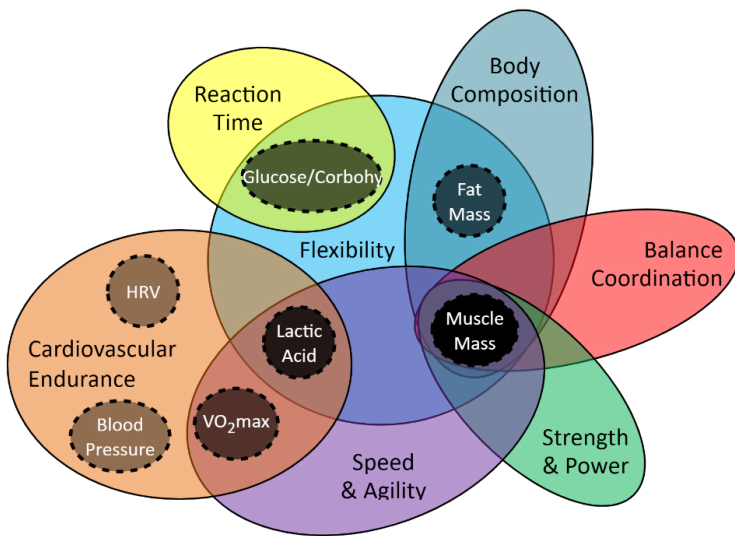 Body
Composition
Reaction
Time
Glucose/Corbohy
Fat
Mass
Flexibility
Balance
Coordination
HRV
Muscle
Mass
Lactic
Acid
Cardiovascular
Endurance
Blood
Pressure
VO₂max
Speed
& Agility
Strength
& Power